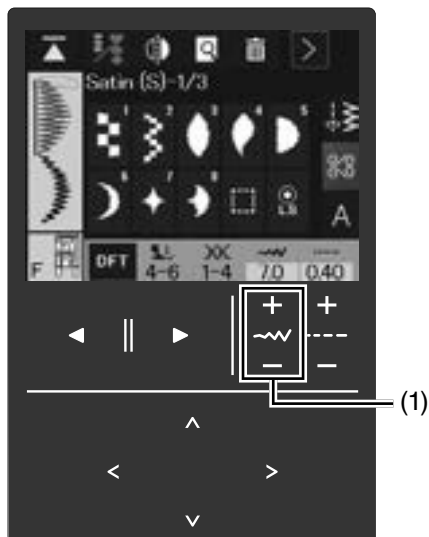 Satin (S)-1/3
1 2 3 4 5
6 7 8 L.B.
A
F DFT 4-6 1-4 7.0 0.40
+ +
− −
(1)